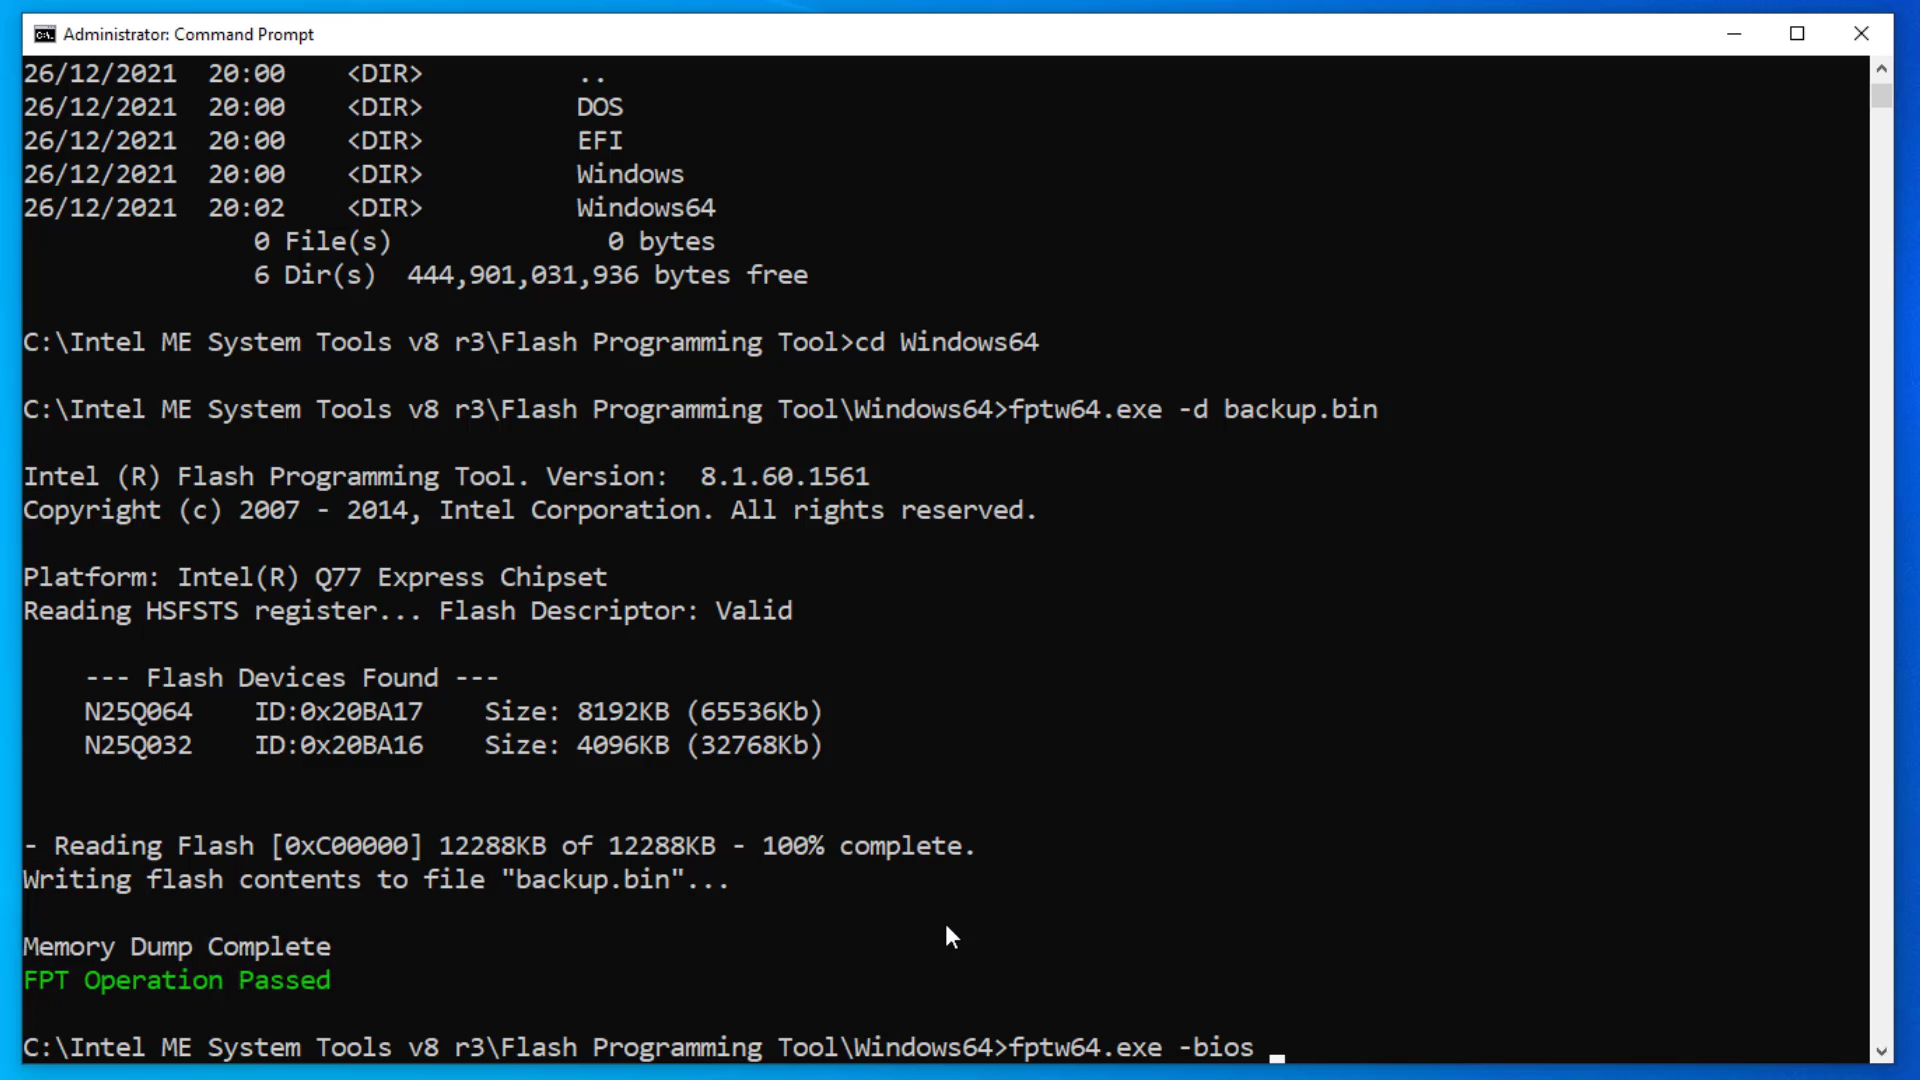 Administrator: Command Prompt
26/12/2021  20:00    <DIR>          ..
26/12/2021  20:00    <DIR>          DOS
26/12/2021  20:00    <DIR>          EFI
26/12/2021  20:00    <DIR>          Windows
26/12/2021  20:02    <DIR>          Windows64
0 File(s)              0 bytes
6 Dir(s)  444,901,031,936 bytes free
C:\Intel ME System Tools v8 r3\Flash Programming Tool>cd Windows64
C:\Intel ME System Tools v8 r3\Flash Programming Tool\Windows64>fptw64.exe -d backup.bin
Intel (R) Flash Programming Tool. Version:  8.1.60.1561
Copyright (c) 2007 - 2014, Intel Corporation. All rights reserved.
Platform: Intel(R) Q77 Express Chipset
Reading HSFSTS register... Flash Descriptor: Valid
--- Flash Devices Found ---
N25Q064    ID:0x20BA17    Size: 8192KB (65536Kb)
N25Q032    ID:0x20BA16    Size: 4096KB (32768Kb)
- Reading Flash [0xC00000] 12288KB of 12288KB - 100% complete.
Writing flash contents to file "backup.bin"...
Memory Dump Complete
FPT Operation Passed
C:\Intel ME System Tools v8 r3\Flash Programming Tool\Windows64>fptw64.exe -bios